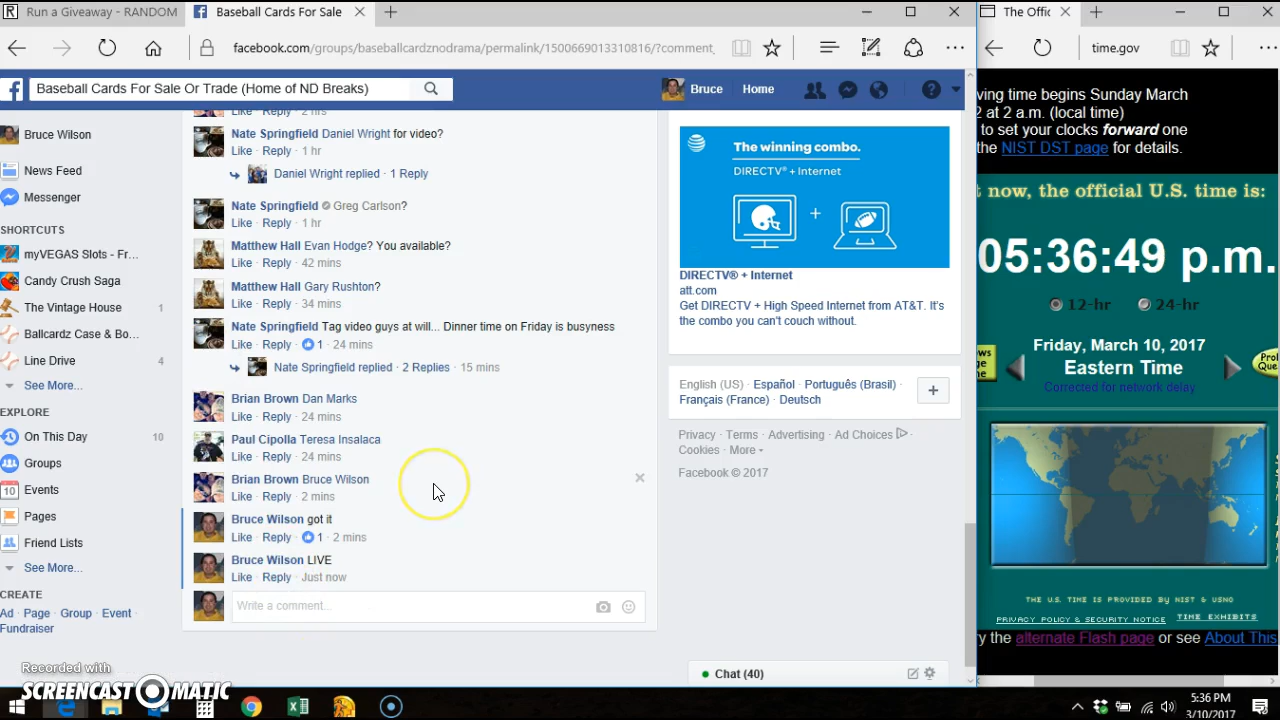 Run a Giveaway - RANDOM
Baseball Cards For Sale
The Offic
facebook.com/groups/baseballcardznodrama/permalink/1500669013310816/?comment_
time.gov
Baseball Cards For Sale Or Trade (Home of ND Breaks)
Bruce
Home
Bruce Wilson
News Feed
Messenger
SHORTCUTS
myVEGAS Slots - Fr...
Candy Crush Saga
The Vintage House 1
Ballcardz Case & Bo...
Line Drive 4
See More...
EXPLORE
On This Day 10
Groups
Events
10
Pages
Friend Lists
See More...
CREATE
Ad · Page · Group · Event ·
Fundraiser
Like · Reply · 2 hrs
Nate Springfield Daniel Wright for video?
Like · Reply · 1 hr
Daniel Wright replied · 1 Reply
Nate Springfield Greg Carlson?
Like · Reply · 1 hr
Matthew Hall Evan Hodge? You available?
Like · Reply · 42 mins
Matthew Hall Gary Rushton?
Like · Reply · 34 mins
Nate Springfield Tag video guys at will... Dinner time on Friday is busyness
Like · Reply · 1 · 24 mins
Nate Springfield replied · 2 Replies · 15 mins
Brian Brown Dan Marks
Like · Reply · 24 mins
Paul Cipolla Teresa Insalaca
Like · Reply · 24 mins
Brian Brown Bruce Wilson
Like · Reply · 2 mins
Bruce Wilson got it
Like · Reply · 1 · 2 mins
Bruce Wilson LIVE
Like · Reply · Just now
Write a comment...
The winning combo.
DIRECTV + Internet
DIRECTV® + Internet
att.com
Get DIRECTV + High Speed Internet from AT&T. It's
the combo you can't couch without.
English (US) · Español · Português (Brasil) ·
Français (France) · Deutsch
Privacy · Terms · Advertising · Ad Choices
Cookies · More
Facebook © 2017
Chat (40)
ving time begins Sunday March
2 at 2 a.m. (local time)
to set your clocks forward one
the NIST DST page for details.
t now, the official U.S. time is:
05:36:49 p.m.
12-hr 24-hr
Friday, March 10, 2017
Eastern Time
Corrected for network delay
THE U.S. TIME IS PROVIDED BY NIST & USNO
PRIVACY POLICY & SECURITY NOTICE TIME EXHIBITS
ry the alternate Flash page or see About This
Recorded with
SCREENCAST-O-MATIC
5:36 PM
3/10/2017